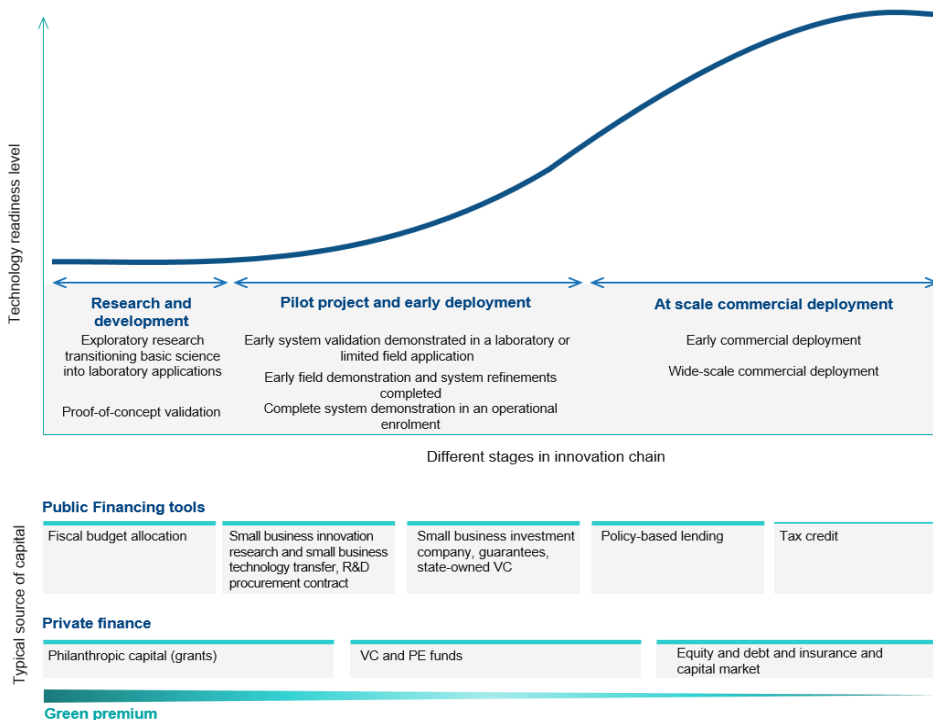 Technology readiness level
Research and
development
Exploratory research
transitioning basic science
into laboratory applications
Proof-of-concept validation
Pilot project and early deployment
Early system validation demonstrated in a laboratory or
limited field application
Early field demonstration and system refinements
completed
Complete system demonstration in an operational
enrolment
At scale commercial deployment
Early commercial deployment
Wide-scale commercial deployment
Different stages in innovation chain
Typical source of capital
Public Financing tools
Fiscal budget allocation
Small business innovation
research and small business
technology transfer, R&D
procurement contract
Small business investment
company, guarantees,
state-owned VC
Policy-based lending
Tax credit
Private finance
Philanthropic capital (grants)
VC and PE funds
Equity and debt and insurance and
capital market
Green premium